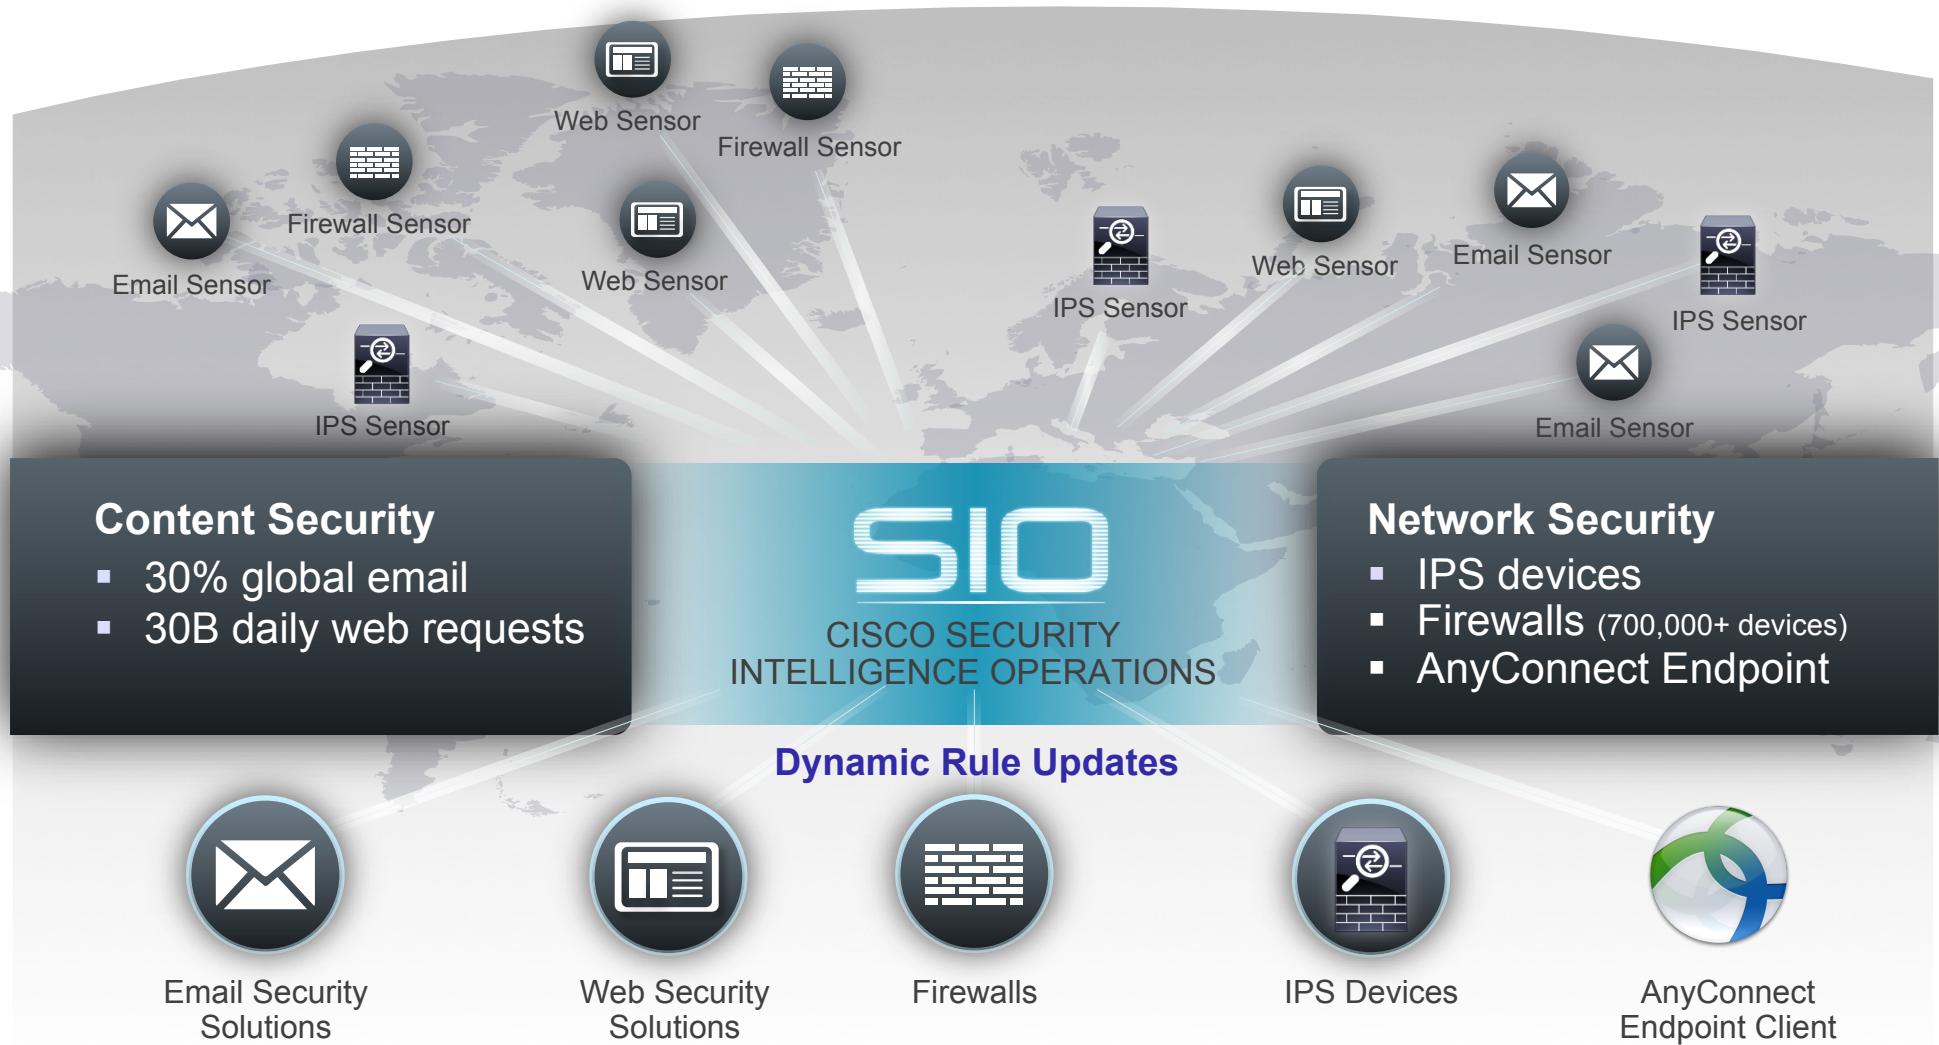 Web Sensor
Firewall Sensor
Firewall Sensor
Email Sensor
Web Sensor
IPS Sensor
Web Sensor
Email Sensor
IPS Sensor
IPS Sensor
Email Sensor
IPS Sensor
Content Security
▪ 30% global email
▪ 30B daily web requests
SIO
CISCO SECURITY
INTELLIGENCE OPERATIONS
Network Security
▪ IPS devices
▪ Firewalls (700,000+ devices)
▪ AnyConnect Endpoint
Dynamic Rule Updates
Email Security
Solutions
Web Security
Solutions
Firewalls
IPS Devices
AnyConnect
Endpoint Client